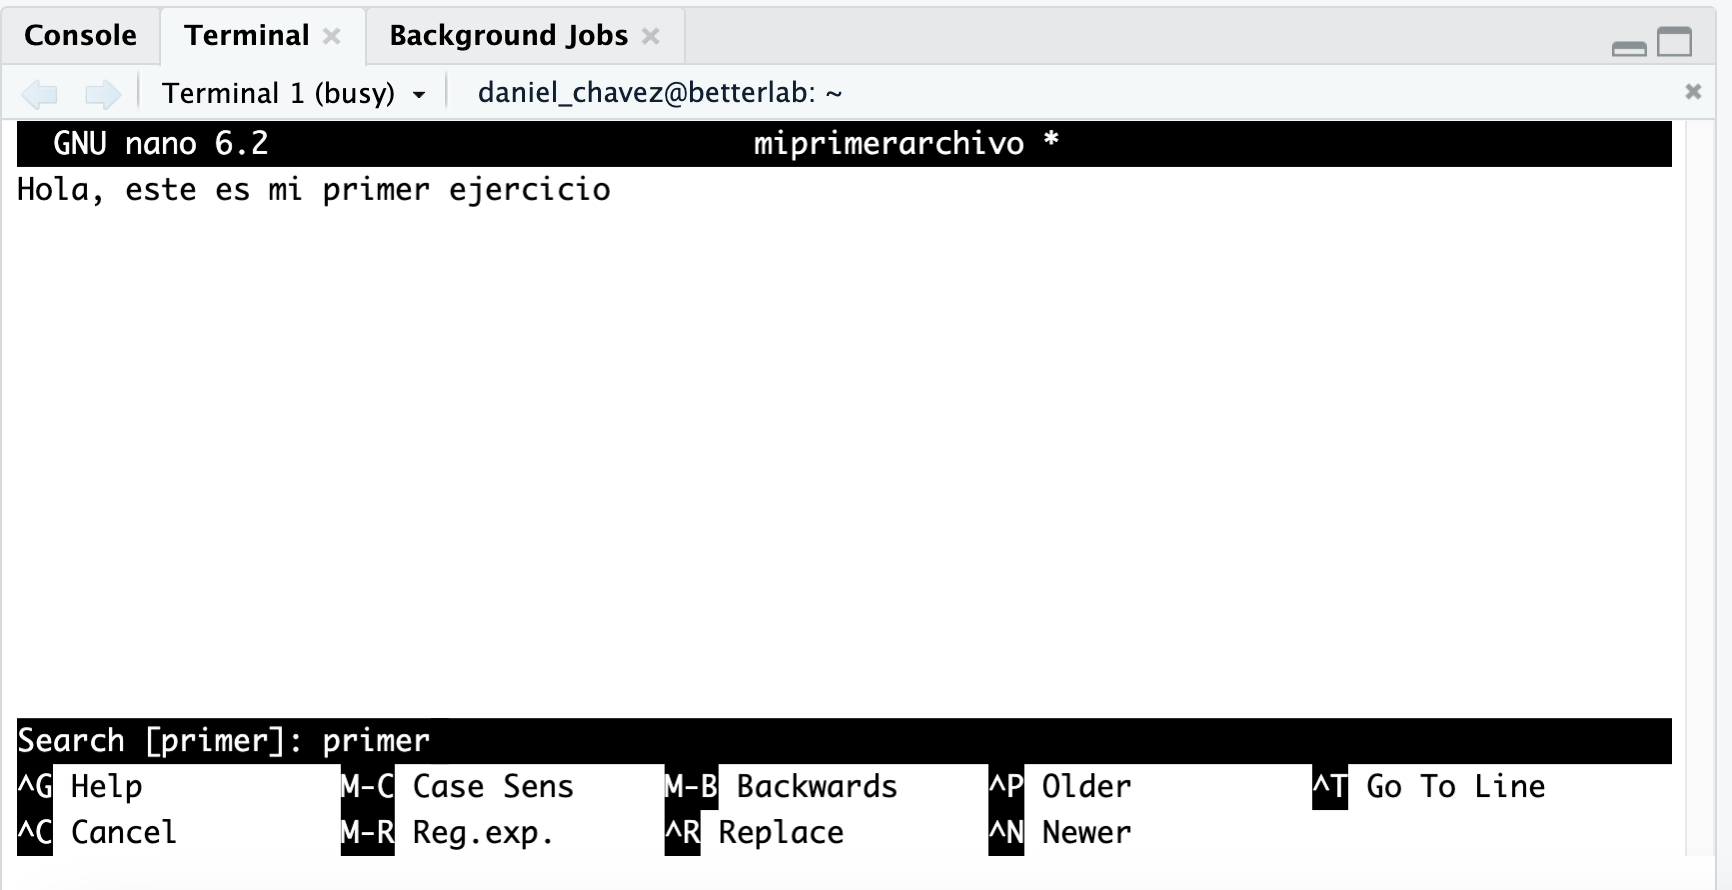 Console Terminal Background Jobs
Terminal 1 (busy) daniel_chavez@betterlab: ~
GNU nano 6.2 miprimerarchivo *
Hola, este es mi primer ejercicio
Search [primer]: primer
^G Help M-C Case Sens M-B Backwards ^P Older ^T Go To Line
^C Cancel M-R Reg.exp. ^R Replace ^N Newer